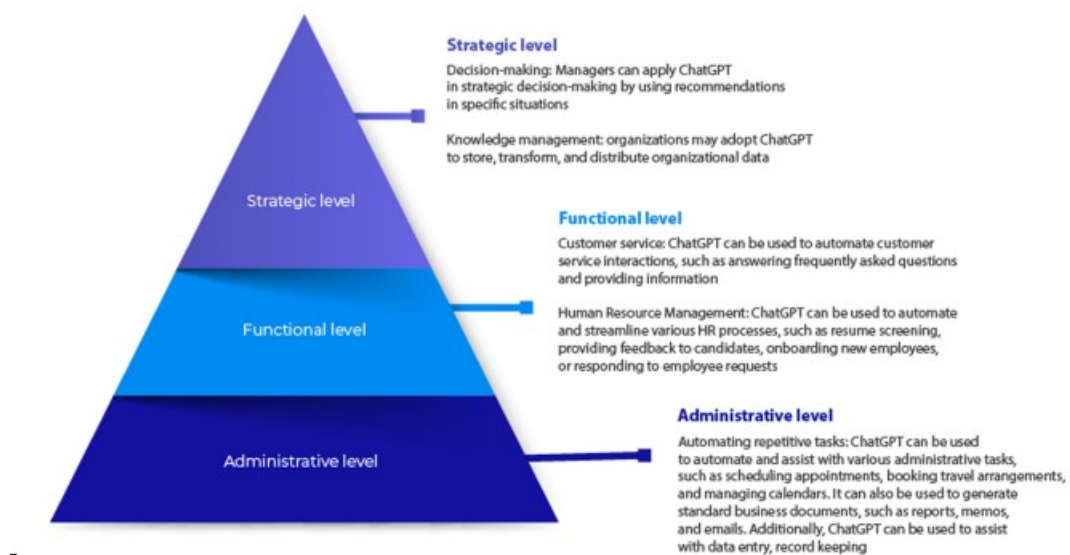 Strategic level
Decision-making: Managers can apply ChatGPT
in strategic decision-making by using recommendations
in specific situations
Knowledge management: organizations may adopt ChatGPT
to store, transform, and distribute organizational data
Strategic level
Functional level
Customer service: ChatGPT can be used to automate customer
service interactions, such as answering frequently asked questions
and providing information
Human Resource Management: ChatGPT can be used to automate
and streamline various HR processes, such as resume screening,
providing feedback to candidates, onboarding new employees,
or responding to employee requests
Functional level
Administrative level
Automating repetitive tasks: ChatGPT can be used
to automate and assist with various administrative tasks,
such as scheduling appointments, booking travel arrangements,
and managing calendars. It can also be used to generate
standard business documents, such as reports, memos,
and emails. Additionally, ChatGPT can be used to assist
with data entry, record keeping
Administrative level